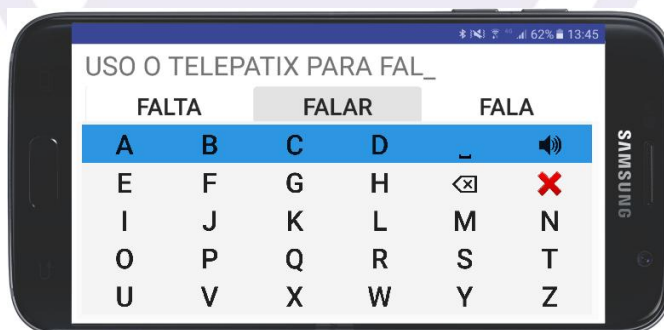 62% 13:45
USO O TELEPATIX PARA FAL_
FALTA FALAR FALA
A B C D _
E F G H
I J K L M N
O P Q R S T
U V X W Y Z
SAMSUNG